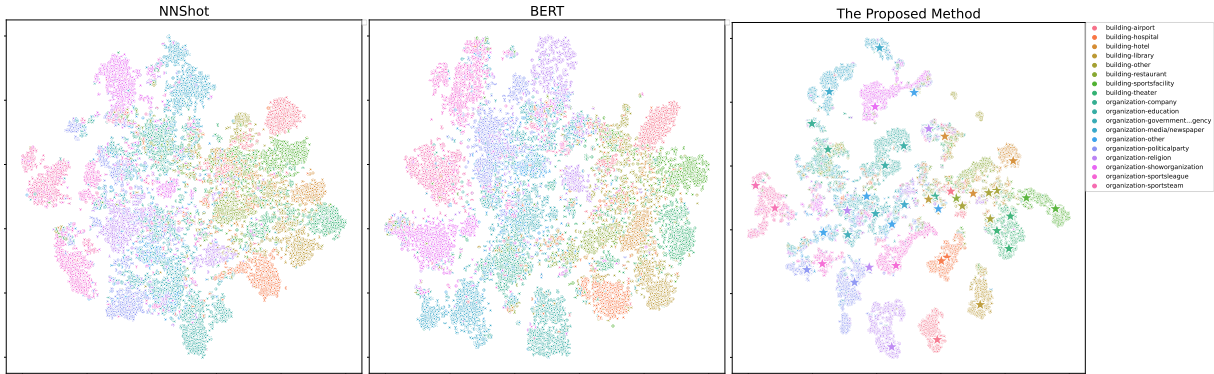 NNShot
BERT
The Proposed Method
building-airport
building-hospital
building-hotel
building-library
building-other
building-restaurant
building-sportsfacility
building-theater
organization-company
organization-education
organization-government...gency
organization-media/newspaper
organization-other
organization-politicalparty
organization-religion
organization-showorganization
organization-sportsleague
organization-sportsteam